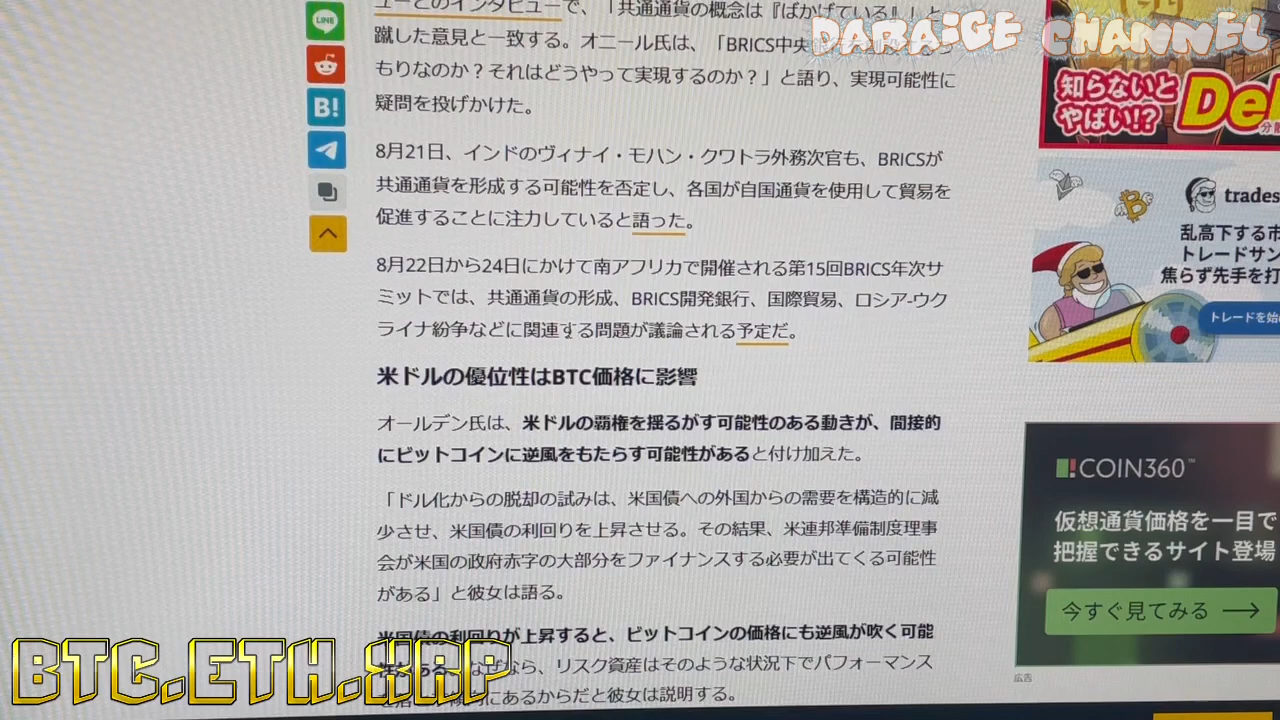 DARAIGE CHANNEL
ューとのインタビューで、「共通通貨の概念は『ばかげている』」と
蹴した意見と一致する。オニール氏は、「BRICS中央
もりなのか？それはどうやって実現するのか？」と語り、実現可能性に
疑問を投げかけた。
8月21日、インドのヴィナイ・モハン・クワトラ外務次官も、BRICSが
共通通貨を形成する可能性を否定し、各国が自国通貨を使用して貿易を
促進することに注力していると語った。
8月22日から24日にかけて南アフリカで開催される第15回BRICS年次サ
ミットでは、共通通貨の形成、BRICS開発銀行、国際貿易、ロシア-ウク
ライナ紛争などに関連する問題が議論される予定だ。
米ドルの優位性はBTC価格に影響
オールデン氏は、米ドルの覇権を揺るがす可能性のある動きが、間接的
にビットコインに逆風をもたらす可能性があると付け加えた。
「ドル化からの脱却の試みは、米国債への外国からの需要を構造的に減
少させ、米国債の利回りを上昇させる。その結果、米連邦準備制度理事
会が米国の政府赤字の大部分をファイナンスする必要が出てくる可能性
がある」と彼女は語る。
米国債の利回りが上昇すると、ビットコインの価格にも逆風が吹く可能
なぜなら、リスク資産はそのような状況下でパフォーマンス
にあるからだと彼女は説明する。
LINE
B!
知らないと
やばい!?
De
trades
乱高下する市
トレードサン
焦らず先手を打
トレードを始
COIN360™
仮想通貨価格を一目で
把握できるサイト登場
今すぐ見てみる
広告
BTC.ETH.XRP